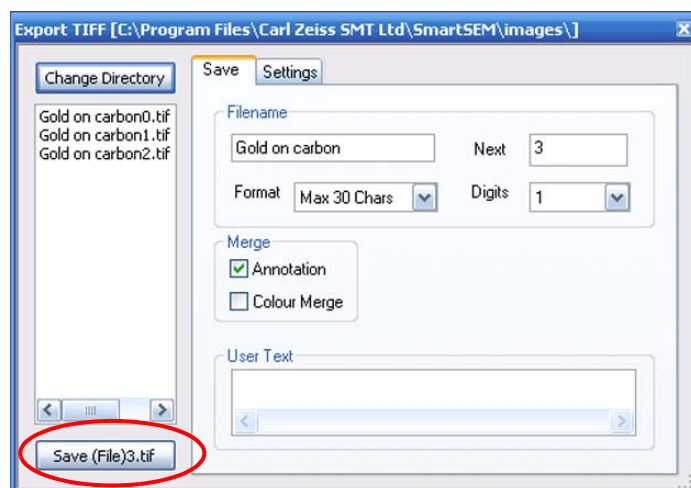 Export TIFF [C:\Program Files\Carl Zeiss SMT Ltd\SmartSEM\images\]
Change Directory
Gold on carbon0.tif
Gold on carbon1.tif
Gold on carbon2.tif
Save (File)3.tif
Save Settings
Filename
Gold on carbon Next 3
Format Max 30 Chars Digits 1
Merge
Annotation
Colour Merge
User Text